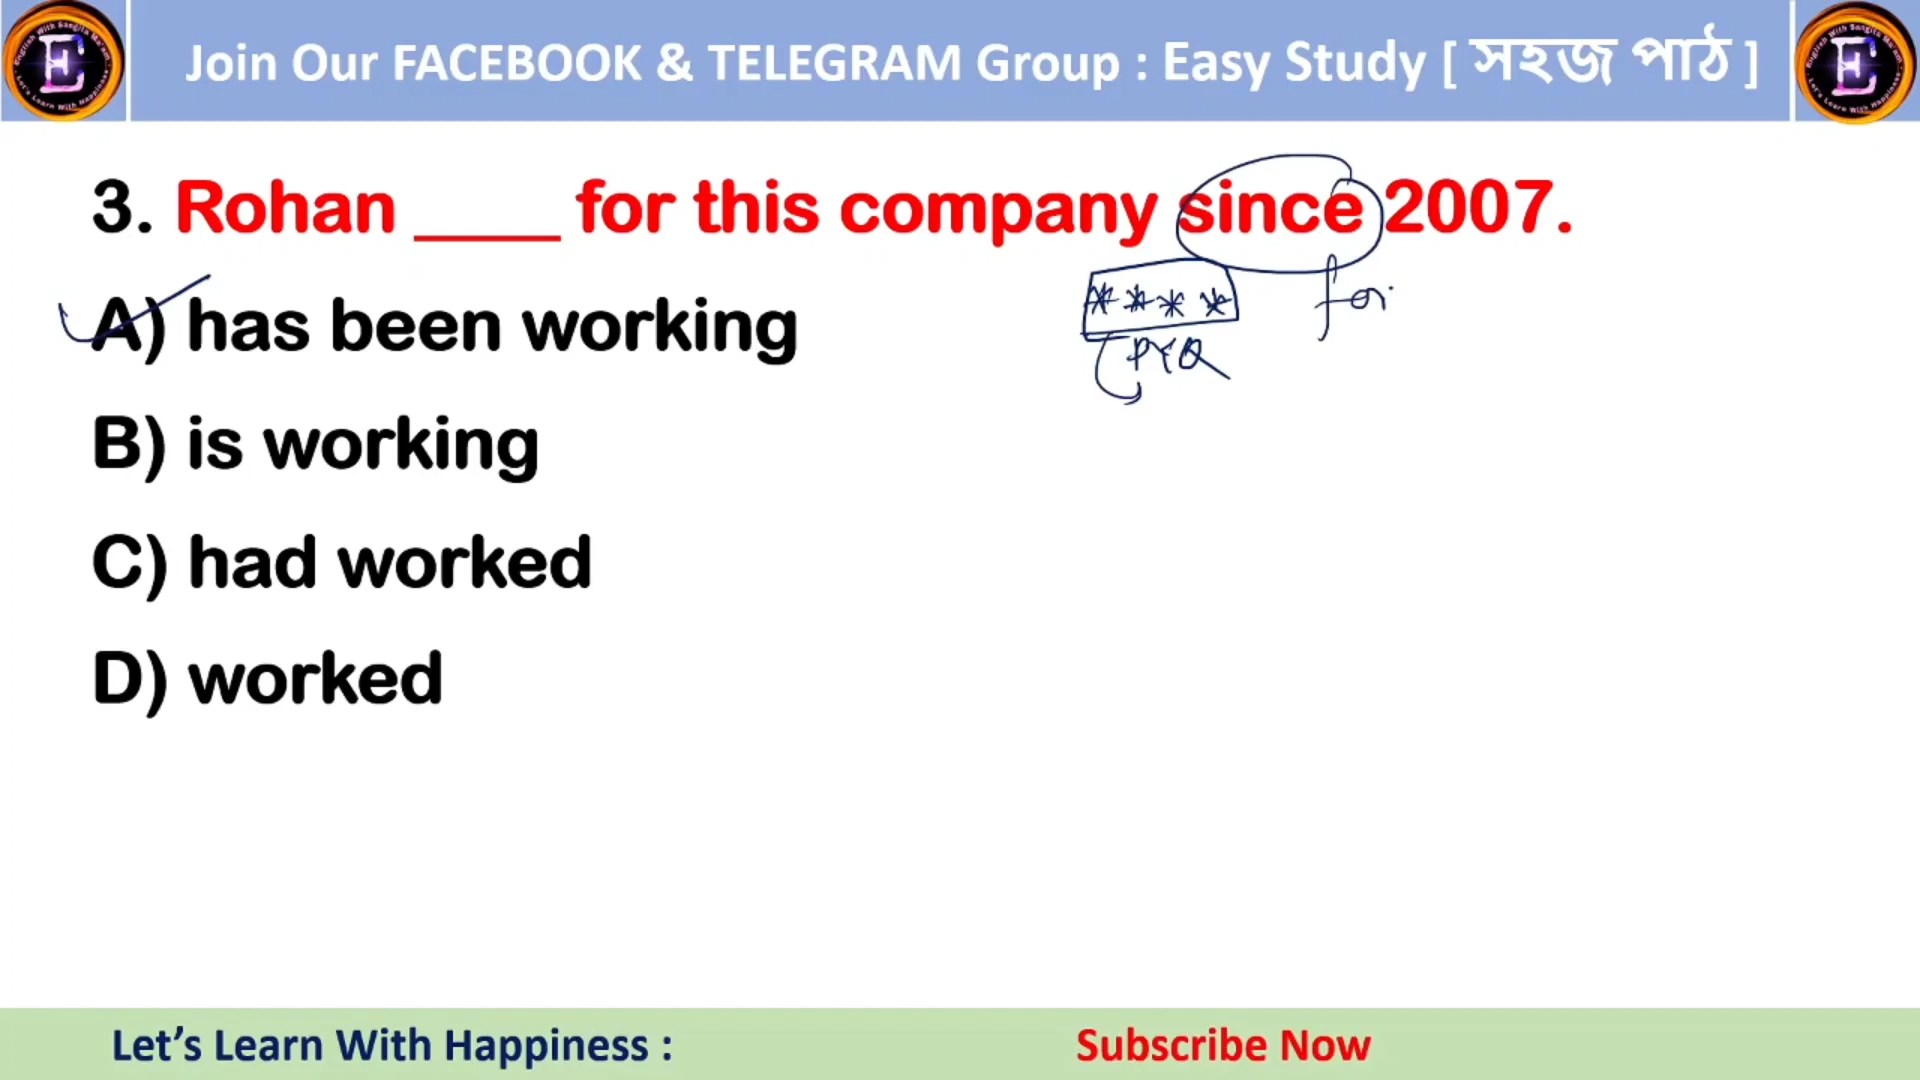 Join Our FACEBOOK & TELEGRAM Group : Easy Study [ সহজ পাঠ ]
E
E
3. Rohan ____ for this company since 2007.
**** for
PYQ
A) has been working
B) is working
C) had worked
D) worked
Let’s Learn With Happiness : Subscribe Now